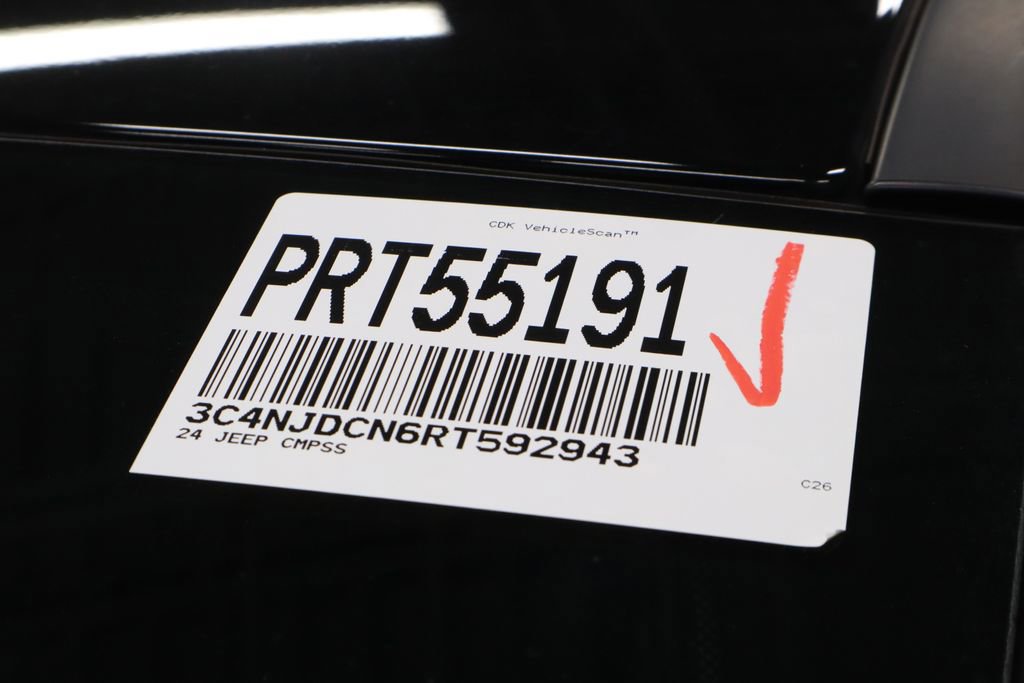 CDK VehicleScan™
PRT55191
3C4NJDCN6RT592943
24 JEEP CMPSS
C26